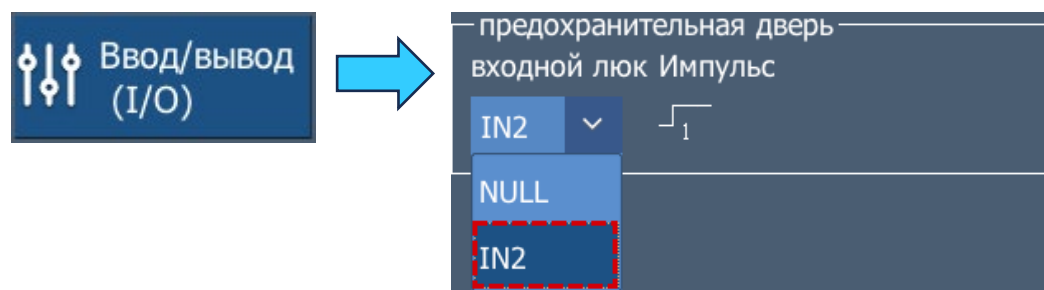 Ввод/вывод
(I/O)
предохранительная дверь
входной люк Импульс
IN2
1
NULL
IN2